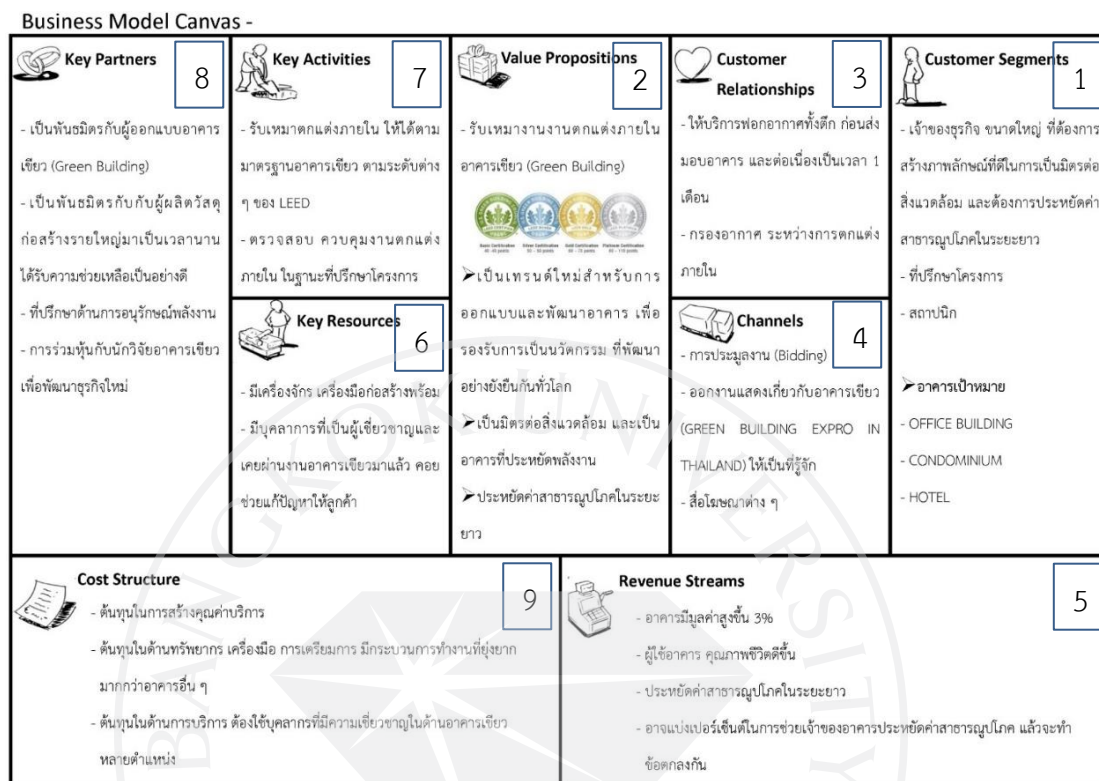 Business Model Canvas -
Key Partners
8
- เป็นพันธมิตรกับผู้ออกแบบอาคาร
เขียว (Green Building)
- เป็นพันธมิตรกับกับผู้ผลิตวัสดุ
ก่อสร้างรายใหญ่มาเป็นเวลานาน
ได้รับความช่วยเหลือเป็นอย่างดี
- ที่ปรึกษาด้านการอนุรักษ์พลังงาน
- การร่วมหุ้นกับนักวิจัยอาคารเขียว
เพื่อพัฒนาธุรกิจใหม่
Key Activities
7
- รับเหมาตกแต่งภายใน ให้ได้ตาม
มาตรฐานอาคารเขียว ตามระดับต่าง
ๆ ของ LEED
- ตรวจสอบ ควบคุมงานตกแต่ง
ภายใน ในฐานะที่ปรึกษาโครงการ
Key Resources
6
- มีเครื่องจักร เครื่องมือก่อสร้างพร้อม
- มีบุคลาการที่เป็นผู้เชี่ยวชาญและ
เคยผ่านงานอาคารเขียวมาแล้ว คอย
ช่วยแก้ปัญหาให้ลูกค้า
Value Propositions
2
- รับเหมางานงานตกแต่งภายใน
อาคารเขียว (Green Building)
➤เป็นเทรนด์ใหม่สำหรับการ
ออกแบบและพัฒนาอาคาร เพื่อ
รองรับการเป็นนวัตกรรม ที่พัฒนา
อย่างยั่งยืนกันทั่วโลก
➤เป็นมิตรต่อสิ่งแวดล้อม และเป็น
อาคารที่ประหยัดพลังงาน
➤ประหยัดค่าสาธารณูปโภคในระยะ
ยาว
Customer
Relationships
3
- ให้บริการฟอกอากาศทั้งตึก ก่อนส่ง
มอบอาคาร และต่อเนื่องเป็นเวลา 1
เดือน
- กรองอากาศ ระหว่างการตกแต่ง
ภายใน
Channels
4
- การประมูลงาน (Bidding)
- ออกงานแสดงเกี่ยวกับอาคารเขียว
(GREEN BUILDING EXPRO IN
THAILAND) ให้เป็นที่รู้จัก
- สื่อโฆษณาต่าง ๆ
Customer Segments
1
- เจ้าของธุรกิจ ขนาดใหญ่ ที่ต้องการ
สร้างภาพลักษณ์ที่ดีในการเป็นมิตรต่อ
สิ่งแวดล้อม และต้องการประหยัดค่า
สาธารณูปโภคในระยะยาว
- ที่ปรึกษาโครงการ
- สถาปนิก
➤อาคารเป้าหมาย
- OFFICE BUILDING
- CONDOMINIUM
- HOTEL
Cost Structure
9
- ต้นทุนในการสร้างคุณค่าบริการ
- ต้นทุนในด้านทรัพยากร เครื่องมือ การเตรียมการ มีกระบวนการทำงานที่ยุ่งยาก
มากกว่าอาคารอื่น ๆ
- ต้นทุนในด้านการบริการ ต้องใช้บุคลากรที่มีความเชี่ยวชาญในด้านอาคารเขียว
หลายตำแหน่ง
Revenue Streams
5
- อาคารมีมูลค่าสูงขึ้น 3%
- ผู้ใช้อาคาร คุณภาพชีวิตดีขึ้น
- ประหยัดค่าสาธารณูปโภคในระยะยาว
- อาจแบ่งเปอร์เซ็นต์ในการช่วยเจ้าของอาคารประหยัดค่าสาธารณูปโภค แล้วจะทำ
ข้อตกลงกัน
BANGKOK UNIVERSITY